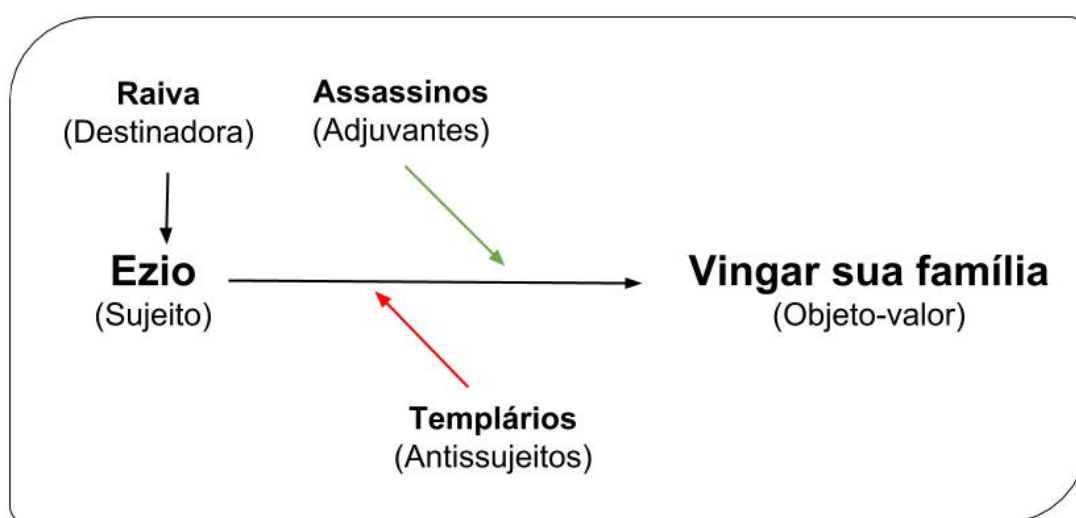 Raiva
(Destinadora)
Assassinos
(Adjuvantes)
Ezio
(Sujeito)
Vingar sua família
(Objeto-valor)
Templários
(Antissujeitos)